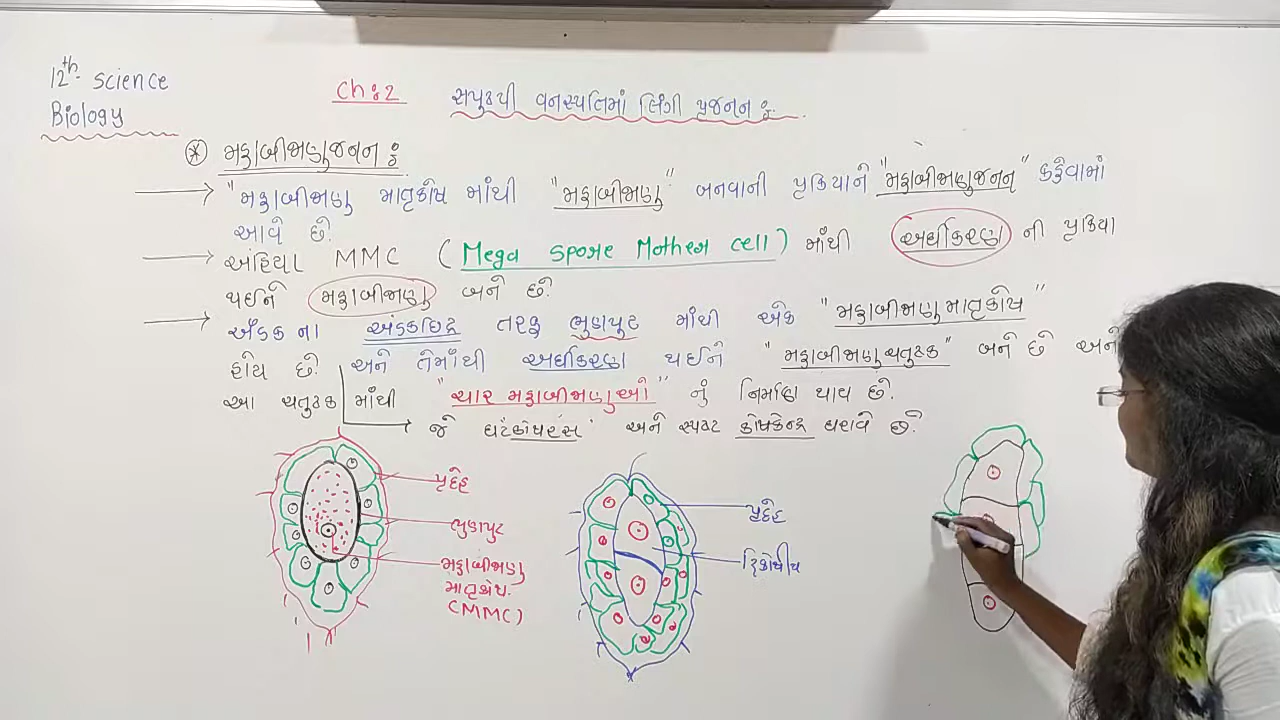 12th Science
Biology
Ch:2
સપુષ્પી વનસ્પતિમાં લિંગી પ્રજનન :
* મહાબીજાણુજનન :
→ "મહાબીજાણુ માતૃકોષ માંથી "મહાબીજાણુ" બનવાની પ્રક્રિયાને "મહાબીજાણુજનન" કહેવામાં
આવે છે.
→ અહિયા MMC (Mega spore Mother cell) માંથી અર્ધીકરણ ની પ્રક્રિયા
થઈને મહાબીજાણુ બને છે.
→ અંડક ના અંડકછિદ્ર તરફ ભ્રુણપુટ માંથી એક "મહાબીજાણુમાતૃકોષ"
હોય છે. અને તેમાંથી અર્ધીકરણ થઈને "મહાબીજાણુચતુષ્ક" બને છે અને
આ ચતુષ્ક માંથી "ચાર મહાબીજાણુઓ" નું નિર્માણ થાય છે.
જે ઘટ્ટકોષરસ અને સ્પષ્ટ કોષકેન્દ્ર ધરાવે છે.
પ્રદેહ
ભ્રુણપુટ
મહાબીજાણુ
માતૃકોષ
(MMC)
પ્રદેહ
દ્વિકોષીય